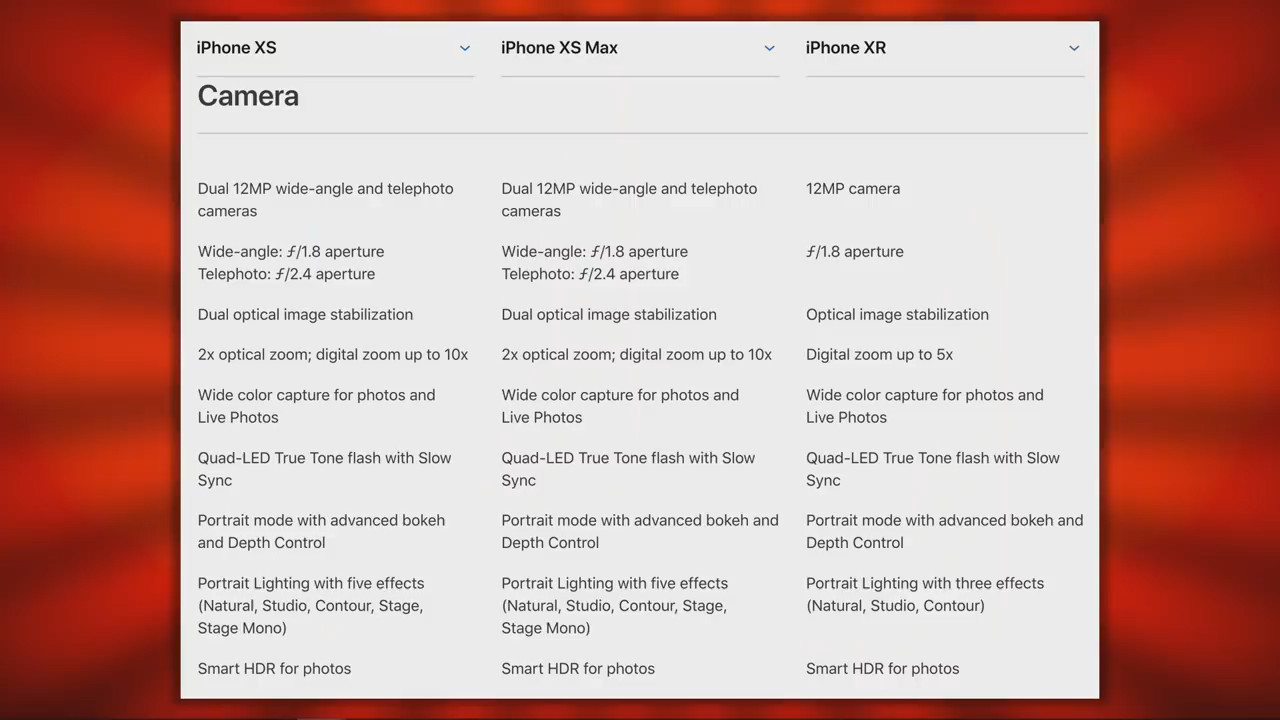 iPhone XS
iPhone XS Max
iPhone XR
Camera
Dual 12MP wide-angle and telephoto
cameras
Dual 12MP wide-angle and telephoto
cameras
12MP camera
Wide-angle: ƒ/1.8 aperture
Telephoto: ƒ/2.4 aperture
Wide-angle: ƒ/1.8 aperture
Telephoto: ƒ/2.4 aperture
ƒ/1.8 aperture
Dual optical image stabilization
Dual optical image stabilization
Optical image stabilization
2x optical zoom; digital zoom up to 10x
2x optical zoom; digital zoom up to 10x
Digital zoom up to 5x
Wide color capture for photos and
Live Photos
Wide color capture for photos and
Live Photos
Wide color capture for photos and
Live Photos
Quad-LED True Tone flash with Slow
Sync
Quad-LED True Tone flash with Slow
Sync
Quad-LED True Tone flash with Slow
Sync
Portrait mode with advanced bokeh
and Depth Control
Portrait mode with advanced bokeh and
Depth Control
Portrait mode with advanced bokeh and
Depth Control
Portrait Lighting with five effects
(Natural, Studio, Contour, Stage,
Stage Mono)
Portrait Lighting with five effects
(Natural, Studio, Contour, Stage,
Stage Mono)
Portrait Lighting with three effects
(Natural, Studio, Contour)
Smart HDR for photos
Smart HDR for photos
Smart HDR for photos